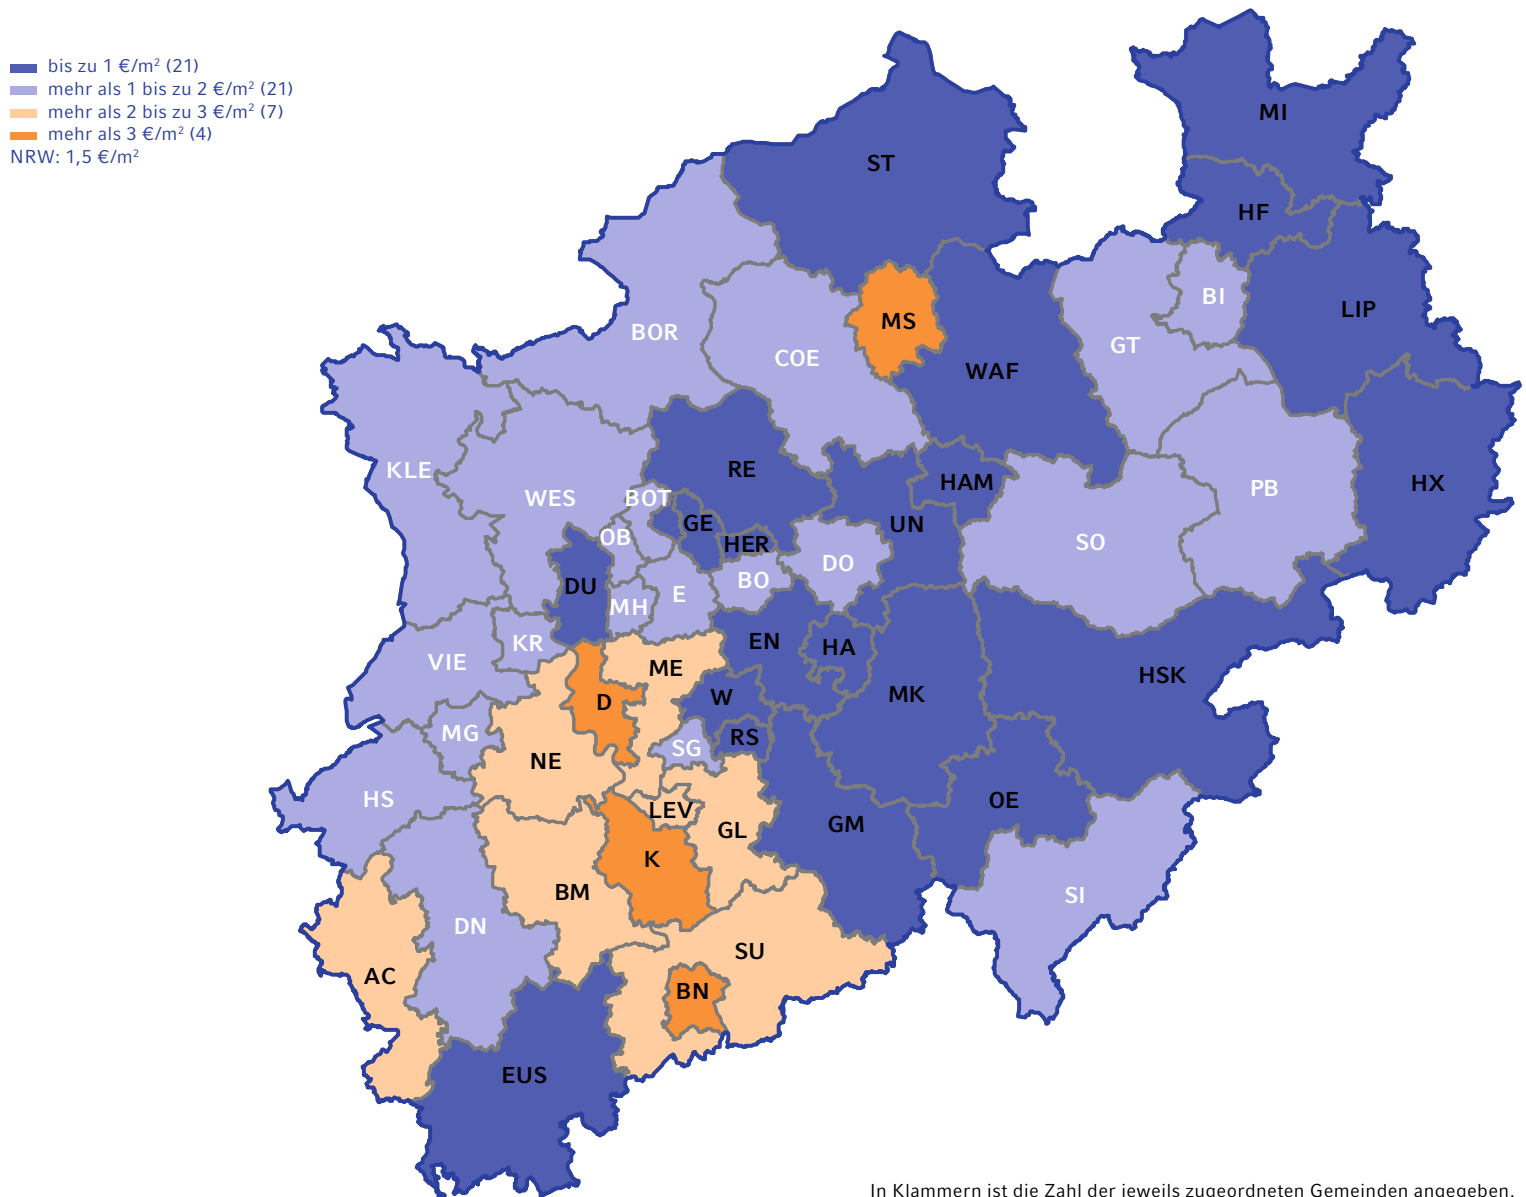 bis zu 1 €/m² (21)
mehr als 1 bis zu 2 €/m² (21)
mehr als 2 bis zu 3 €/m² (7)
mehr als 3 €/m² (4)
NRW: 1,5 €/m²
MI
ST
HF
BI
LIP
MS
BOR
GT
COE
WAF
RE
KLE
HAM
HX
PB
WES
BOT
GE
UN
OB
HER
SO
DO
BO
DU
E
MH
EN
KR
HA
VIE
ME
HSK
W
MK
D
MG
RS
SG
NE
HS
OE
LEV
GM
GL
K
BM
SI
DN
SU
AC
BN
EUS
In Klammern ist die Zahl der jeweils zugeordneten Gemeinden angegeben.